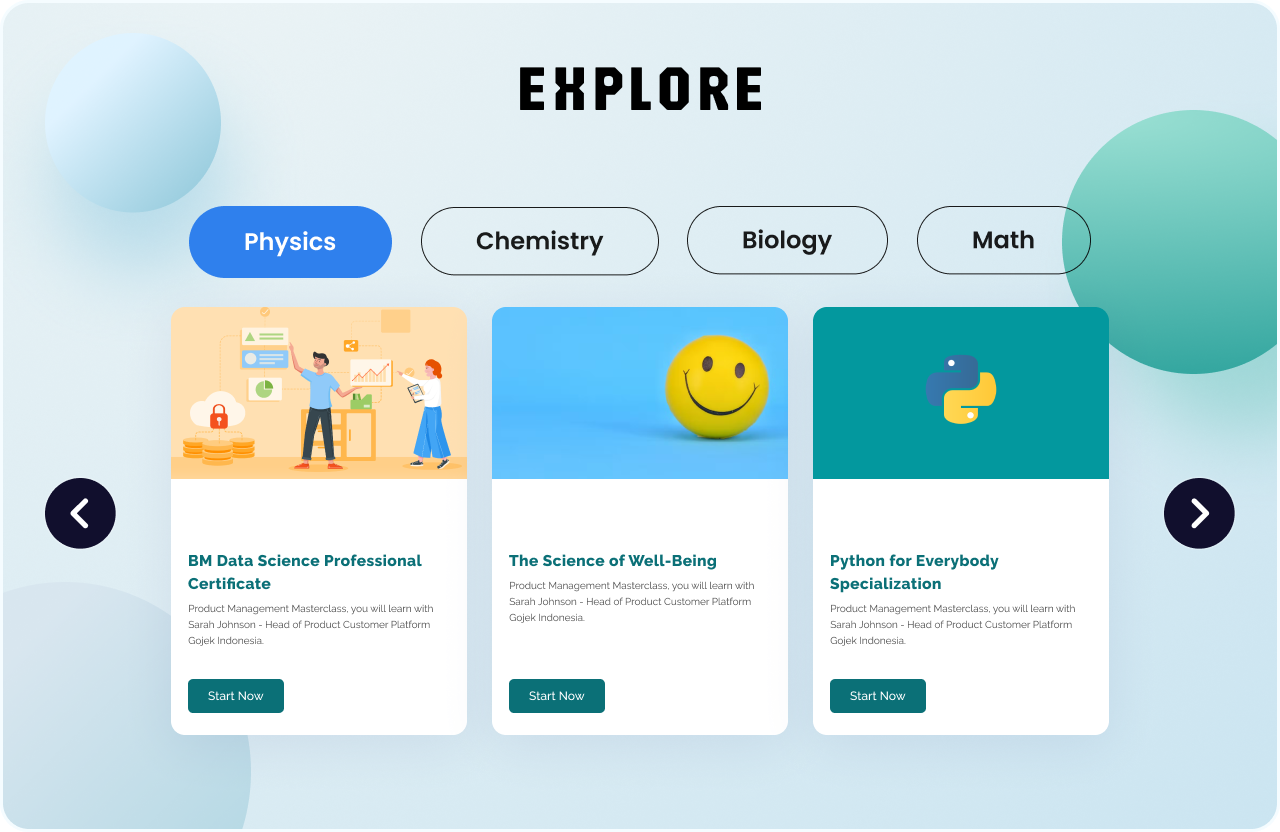 EXPLORE
Physics
Chemistry
Biology
Math
BM Data Science Professional
Certificate
Product Management Masterclass, you will learn with
Sarah Johnson - Head of Product Customer Platform
Gojek Indonesia.
Start Now
The Science of Well-Being
Product Management Masterclass, you will learn with
Sarah Johnson - Head of Product Customer Platform
Gojek Indonesia.
Start Now
Python for Everybody
Specialization
Product Management Masterclass, you will learn with
Sarah Johnson - Head of Product Customer Platform
Gojek Indonesia.
Start Now